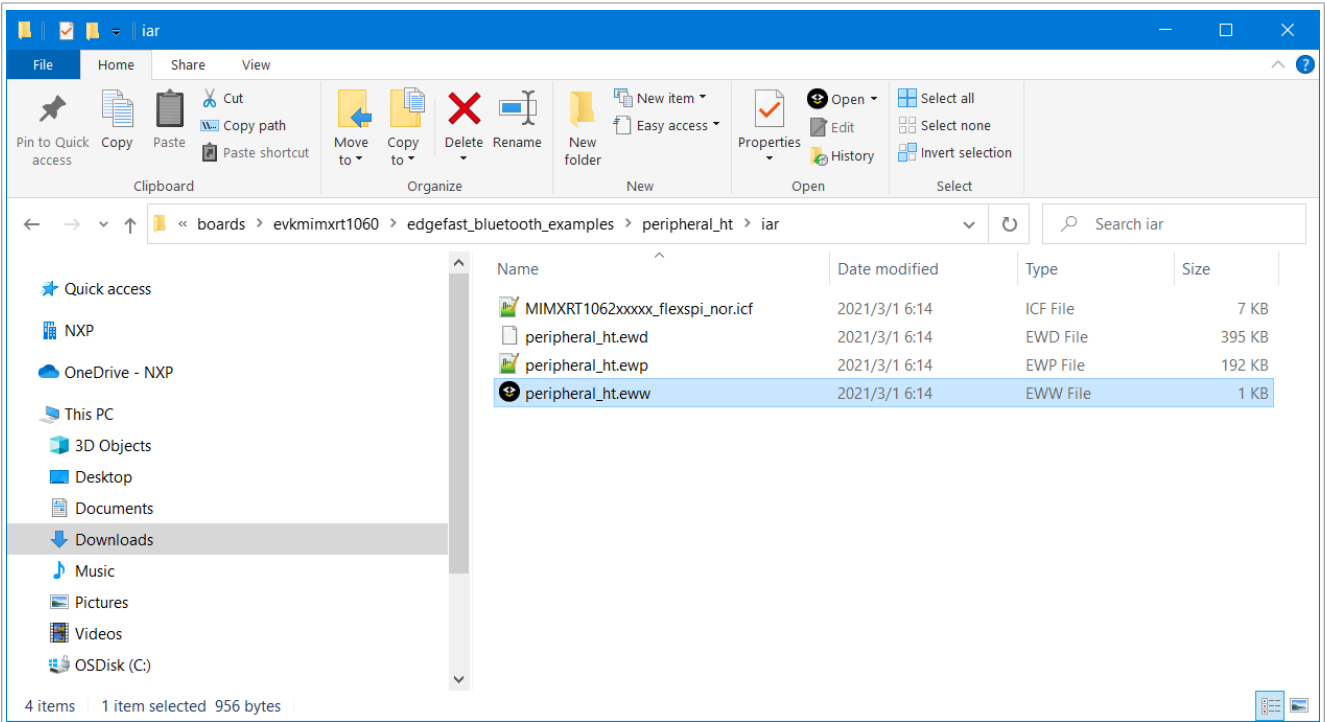 iar
File Home Share View
Pin to Quick access
Copy
Paste
Cut
Copy path
Paste shortcut
Clipboard
Move to
Copy to
Delete
Rename
Organize
New folder
New item
Easy access
New
Properties
Open
Edit
History
Open
Select all
Select none
Invert selection
Select
« boards > evkmimxrt1060 > edgefast_bluetooth_examples > peripheral_ht > iar
Search iar
Quick access
NXP
OneDrive - NXP
This PC
3D Objects
Desktop
Documents
Downloads
Music
Pictures
Videos
OSDisk (C:)
Name Date modified Type Size
MIMXRT1062xxxxx_flexspi_nor.icf 2021/3/1 6:14 ICF File 7 KB
peripheral_ht.ewd 2021/3/1 6:14 EWD File 395 KB
peripheral_ht.ewp 2021/3/1 6:14 EWP File 192 KB
peripheral_ht.eww 2021/3/1 6:14 EWW File 1 KB
4 items 1 item selected 956 bytes